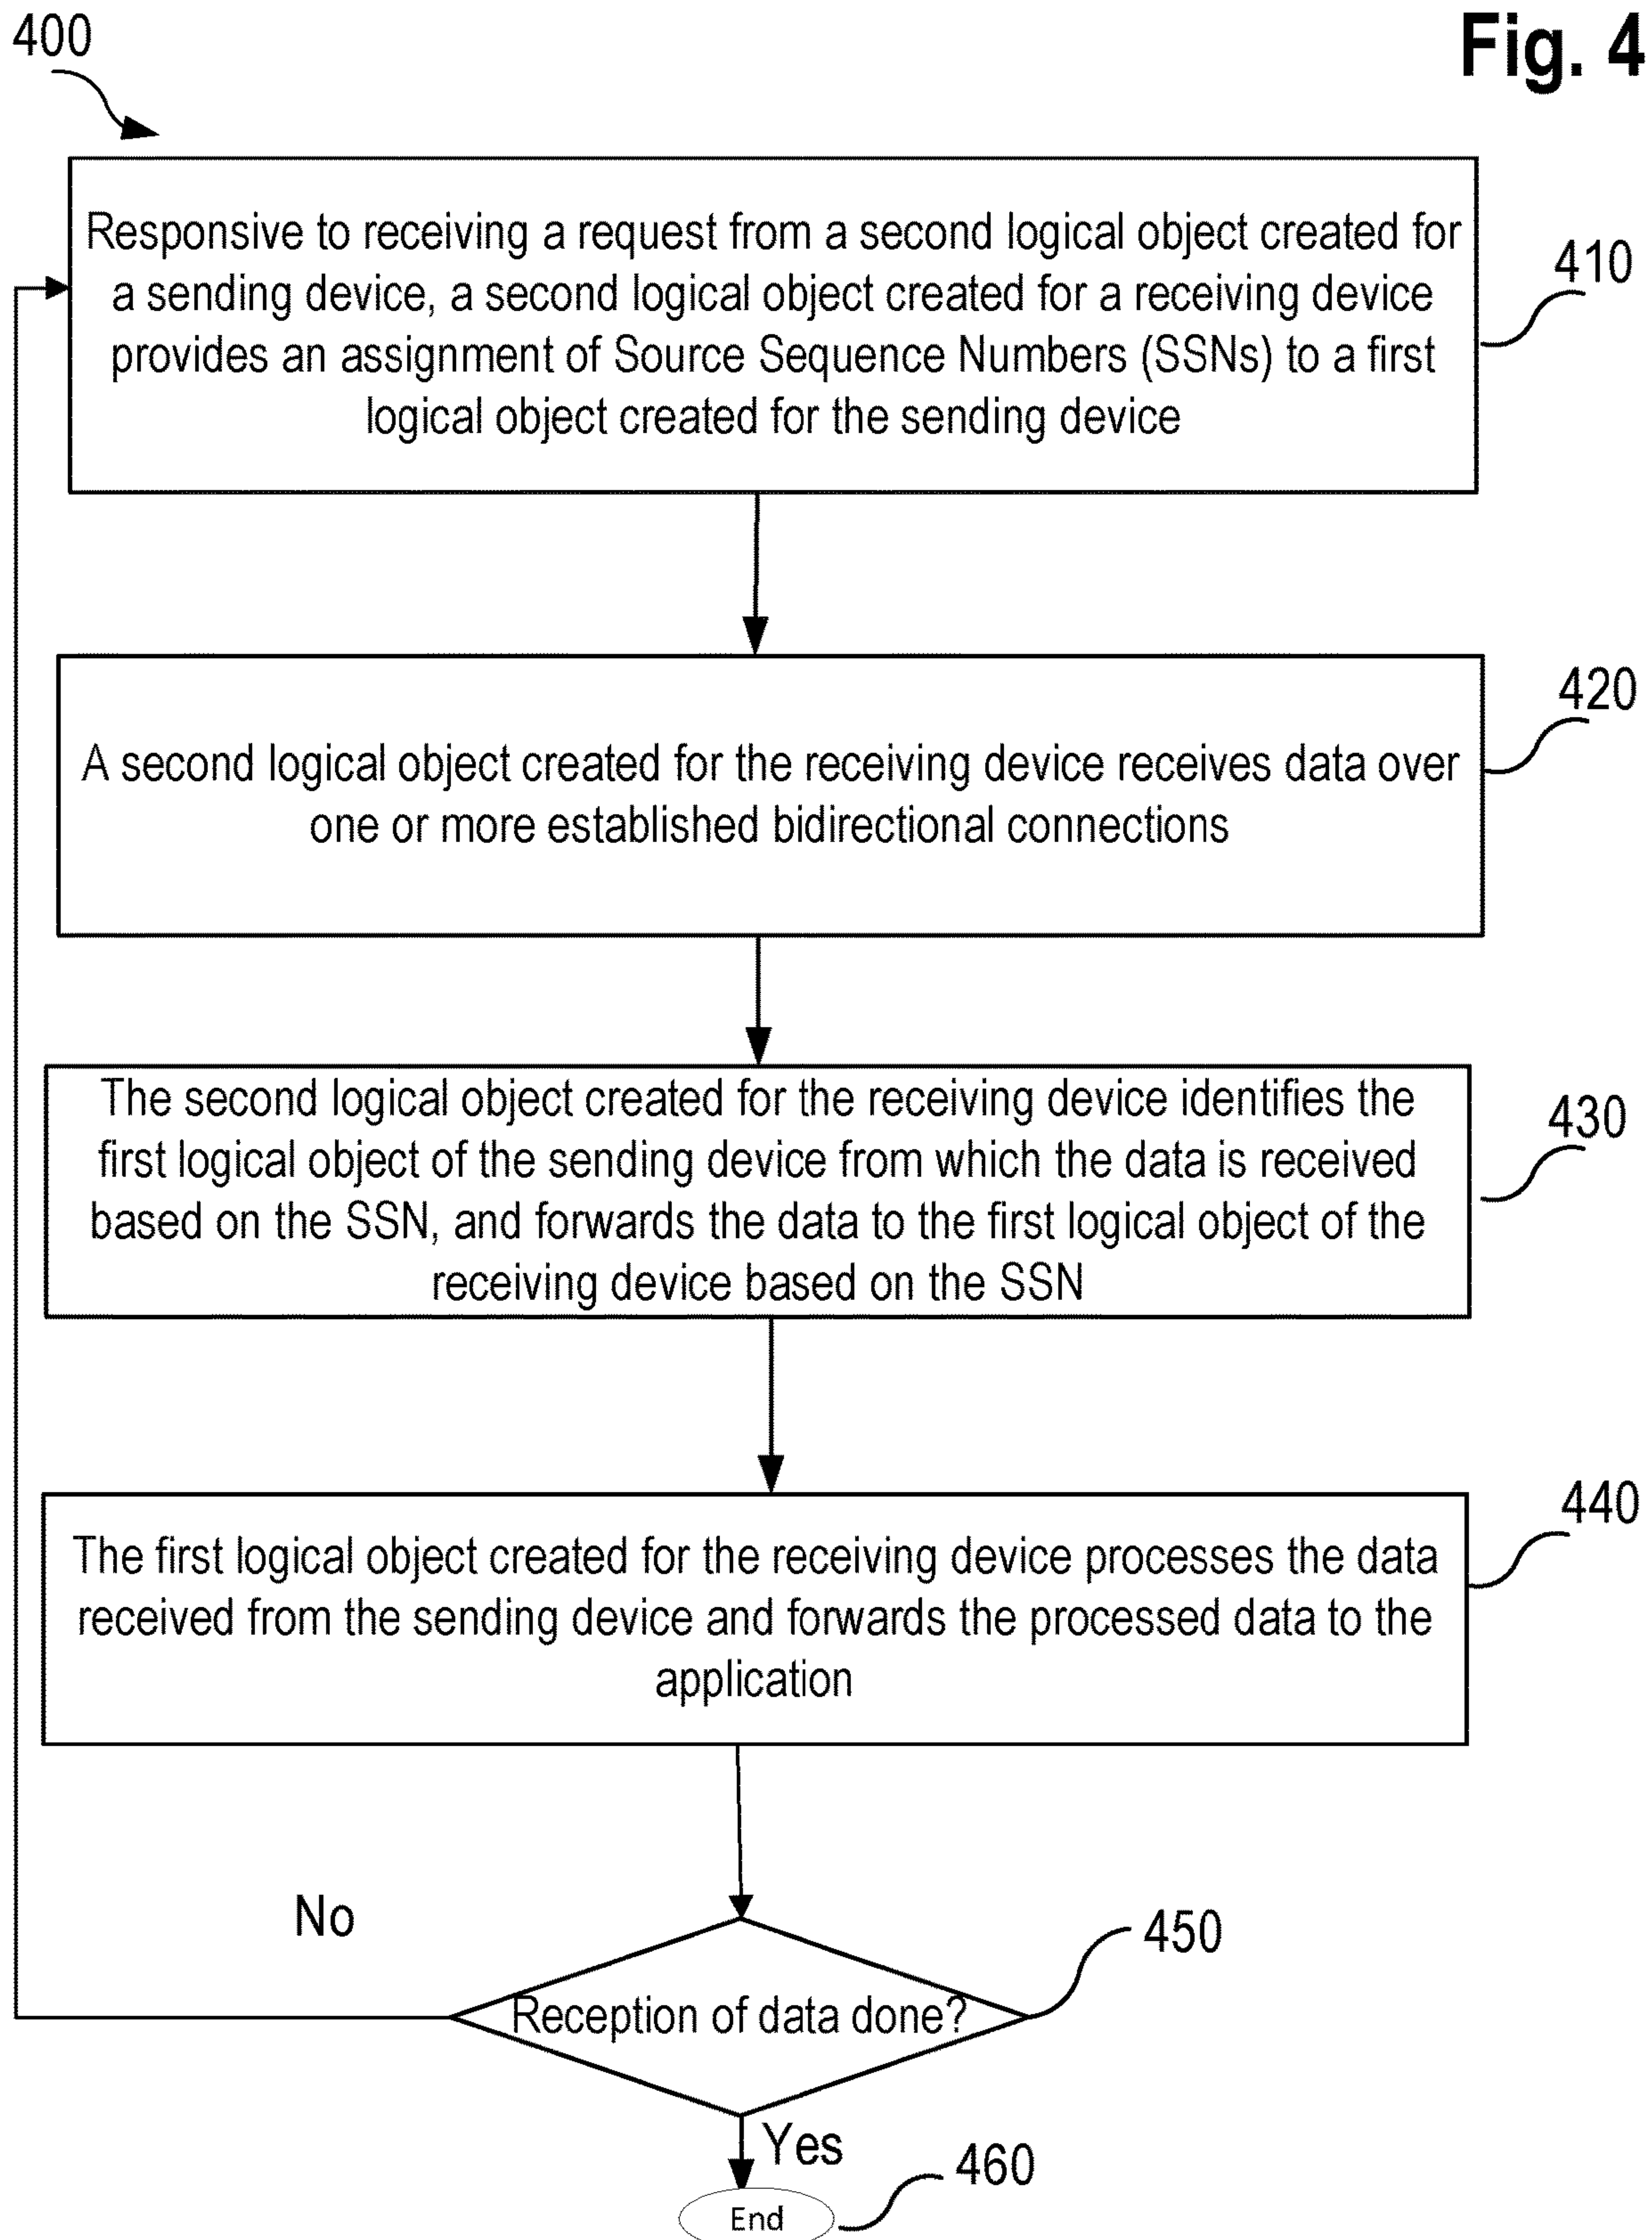 400
Fig. 4
Responsive to receiving a request from a second logical object created for
a sending device, a second logical object created for a receiving device
provides an assignment of Source Sequence Numbers (SSNs) to a first
logical object created for the sending device
410
A second logical object created for the receiving device receives data over
one or more established bidirectional connections
420
The second logical object created for the receiving device identifies the
first logical object of the sending device from which the data is received
based on the SSN, and forwards the data to the first logical object of the
receiving device based on the SSN
430
The first logical object created for the receiving device processes the data
received from the sending device and forwards the processed data to the
application
440
No
Reception of data done?
450
Yes
End
460